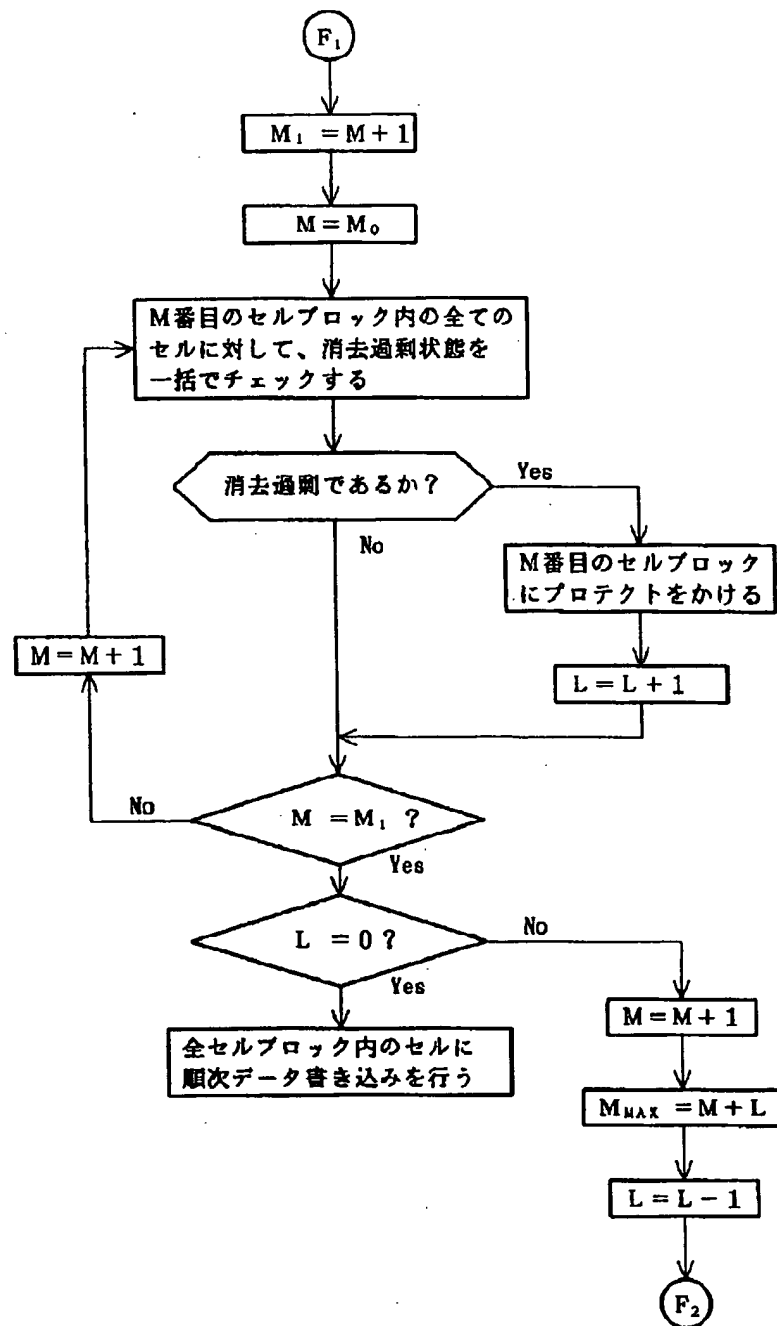 F₁
M₁ = M + 1
M = M₀
M番目のセルブロック内の全ての
セルに対して、消去過剰状態を
一括でチェックする
消去過剰であるか?
Yes
No
M番目のセルブロック
にプロテクトをかける
M = M + 1
L = L + 1
No
M = M₁ ?
Yes
L = 0 ?
No
Yes
M = M + 1
全セルブロック内のセルに
順次データ書き込みを行う
M_MAX = M + L
L = L - 1
F₂